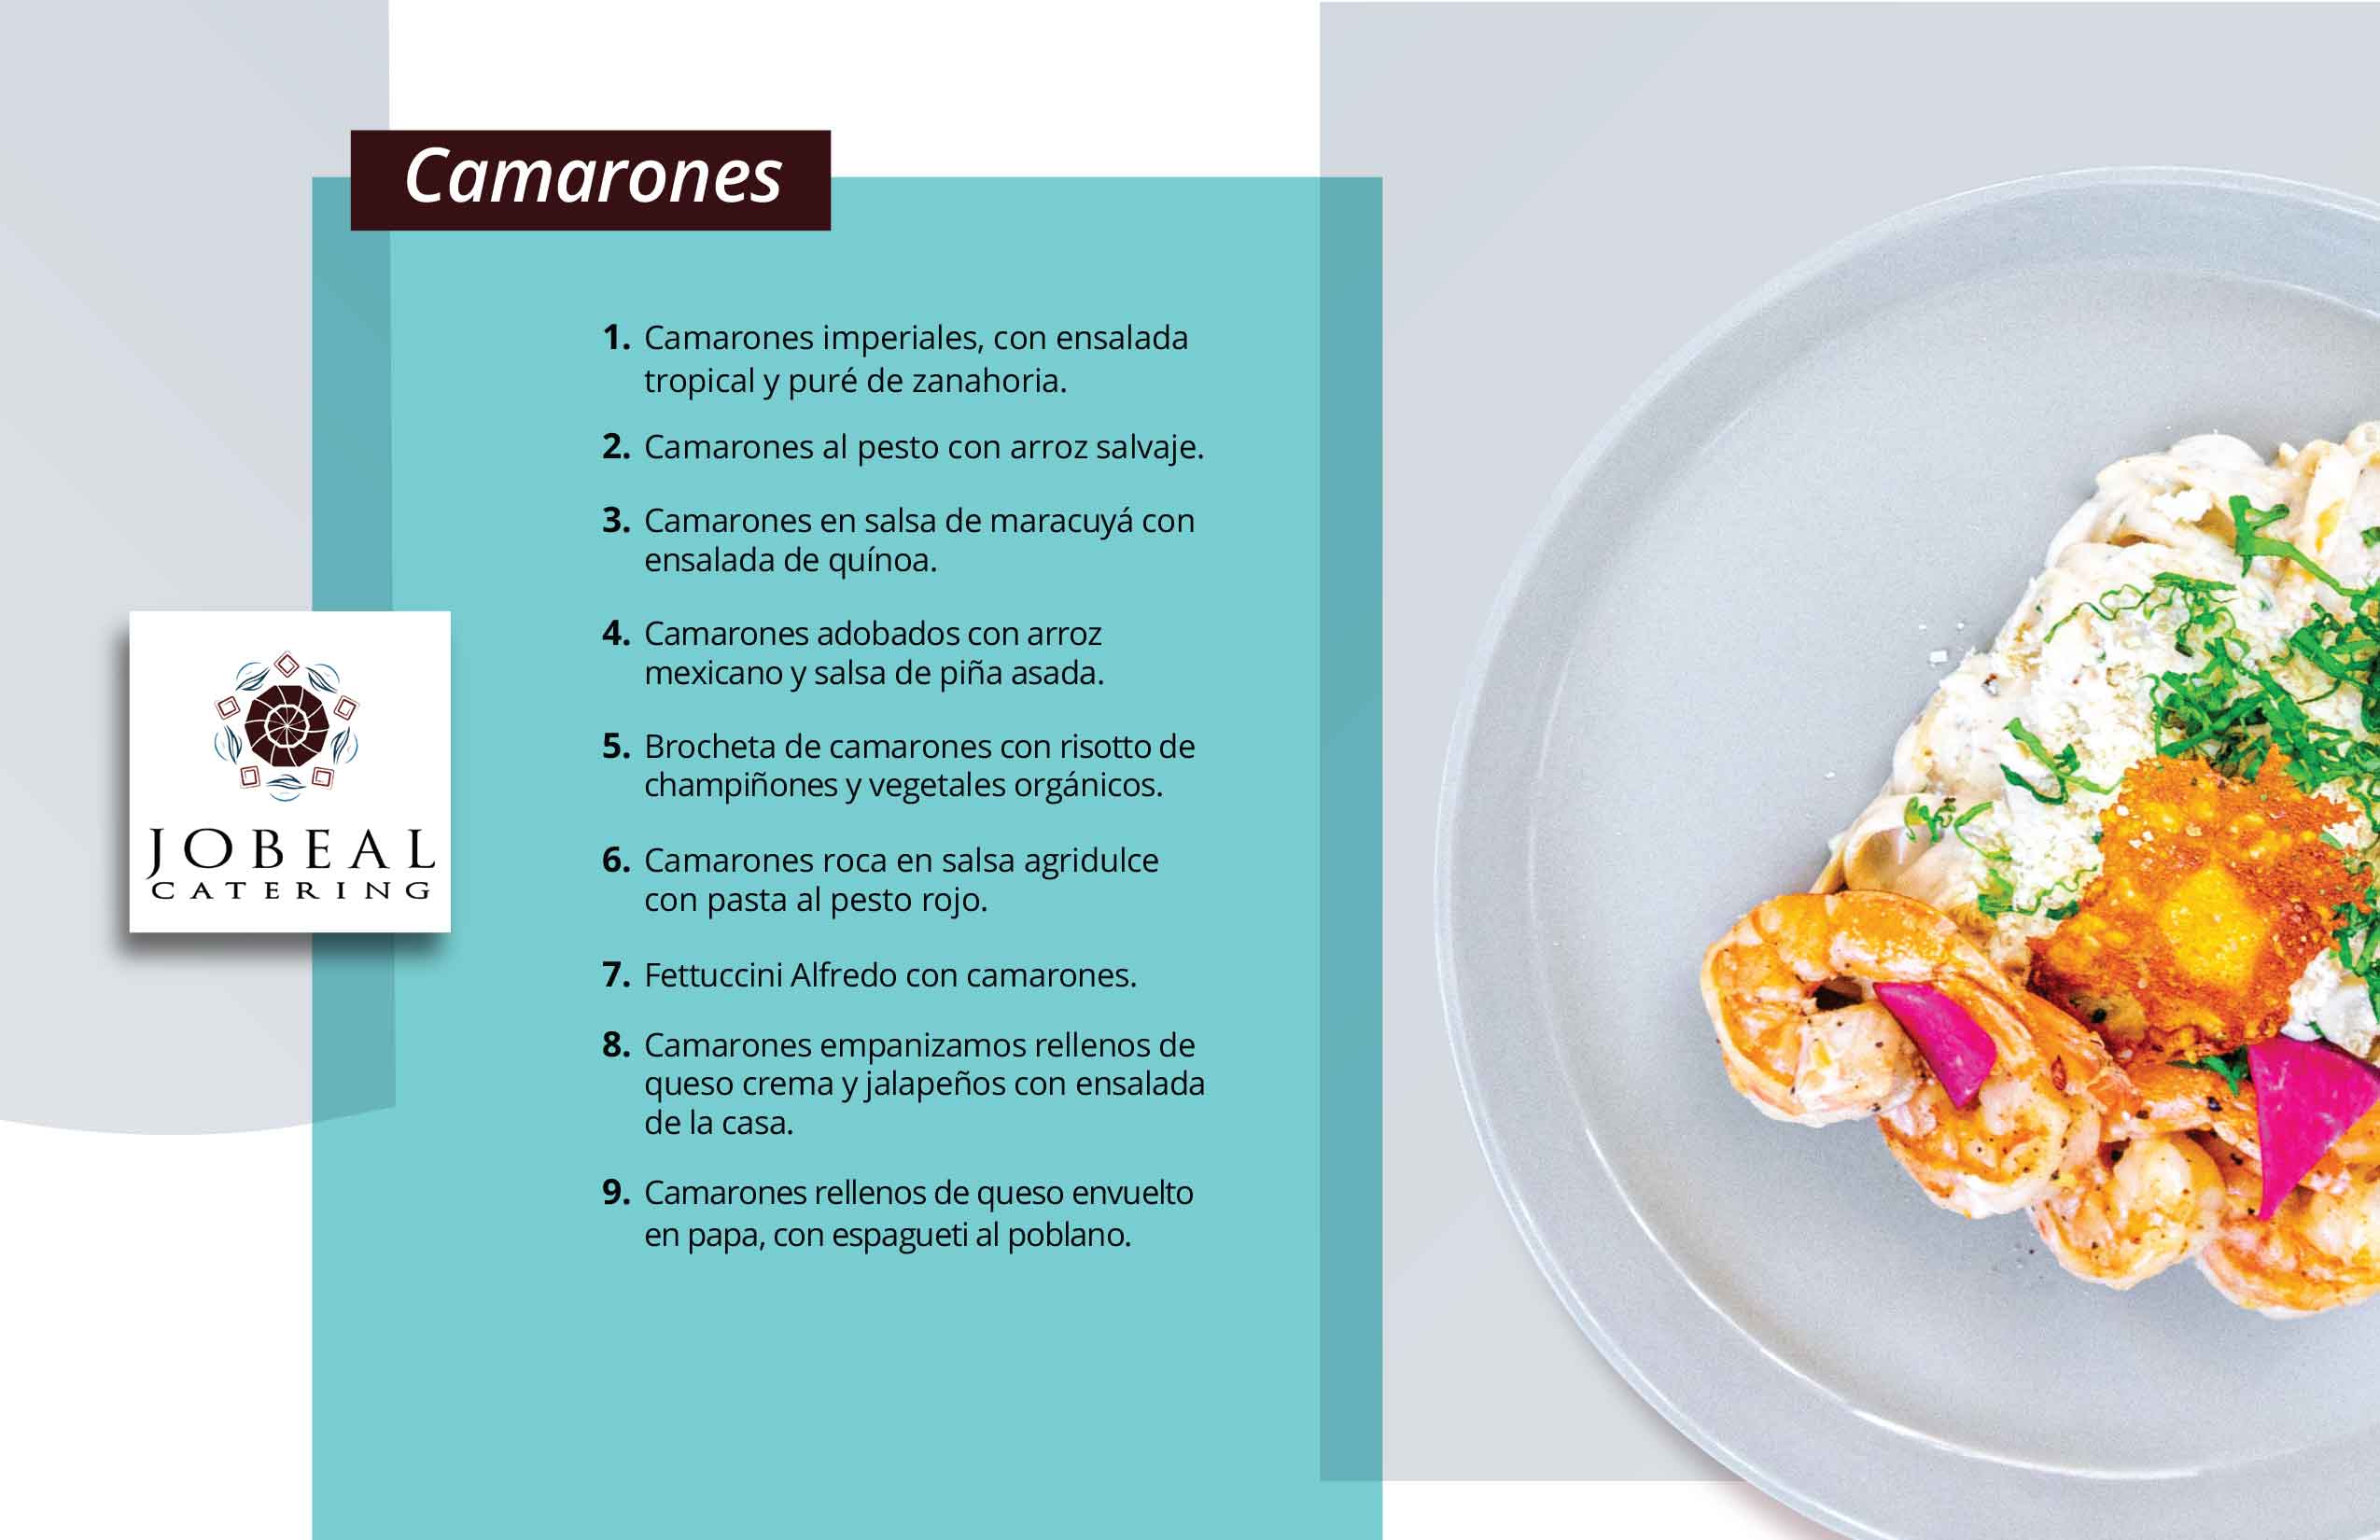 Camarones
1. Camarones imperiales, con ensalada
tropical y puré de zanahoria.
2. Camarones al pesto con arroz salvaje.
3. Camarones en salsa de maracuyá con
ensalada de quínoa.
4. Camarones adobados con arroz
mexicano y salsa de piña asada.
5. Brocheta de camarones con risotto de
champiñones y vegetales orgánicos.
6. Camarones roca en salsa agridulce
con pasta al pesto rojo.
7. Fettuccini Alfredo con camarones.
8. Camarones empanizamos rellenos de
queso crema y jalapeños con ensalada
de la casa.
9. Camarones rellenos de queso envuelto
en papa, con espagueti al poblano.
JOBEAL
CATERING